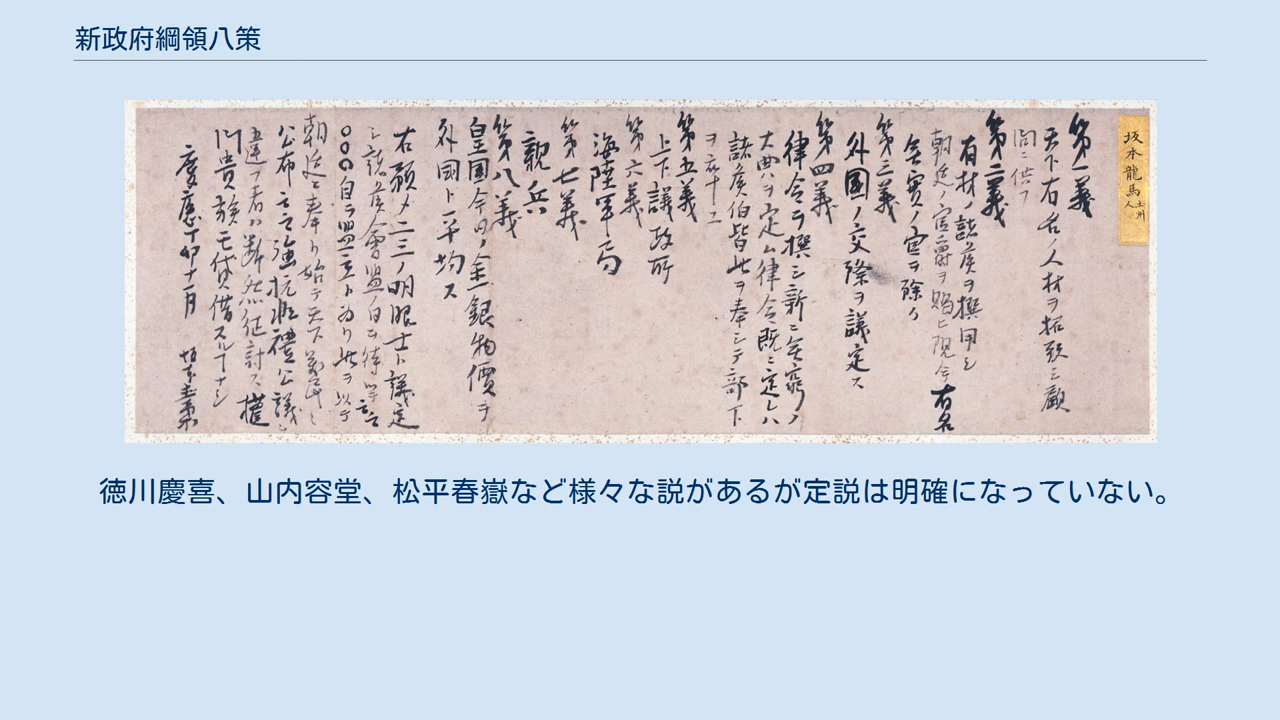 新政府綱領八策
坂本龍馬 土州人
第一義
天下有名ノ人材ヲ招致シ顧
問ニ供フ
第二義
有材ノ諸侯ヲ撰用シ
朝廷ノ官爵ヲ賜ヒ現今有名
無実ノ官ヲ除ク
第三義
外国ノ交際ヲ議定ス
第四義
律令ヲ撰シ新ニ無窮ノ
大典ヲ定ム律令既ニ定レハ
諸侯伯皆此ヲ奉シテ部下
ヲ率ユ
第五義
上下議政所
第六義
海陸軍局
第七義
親兵
第八義
皇国今日ノ金銀物価ヲ
外国ト平均ス
右預メ二三ノ明眼士ト議定
シ諸侯会盟ノ日ヲ待ツテ云云
〇〇〇自ラ盟主ト為リ此ヲ以テ
朝廷ニ奉リ始テ天下万民ニ
公布云云強抗非礼公議ニ
違フ者ハ断然征討ス権
門貴族モ貸借スルナシ
慶応丁卯十一月 坂本直柔
徳川慶喜、山内容堂、松平春嶽など様々な説があるが定説は明確になっていない。